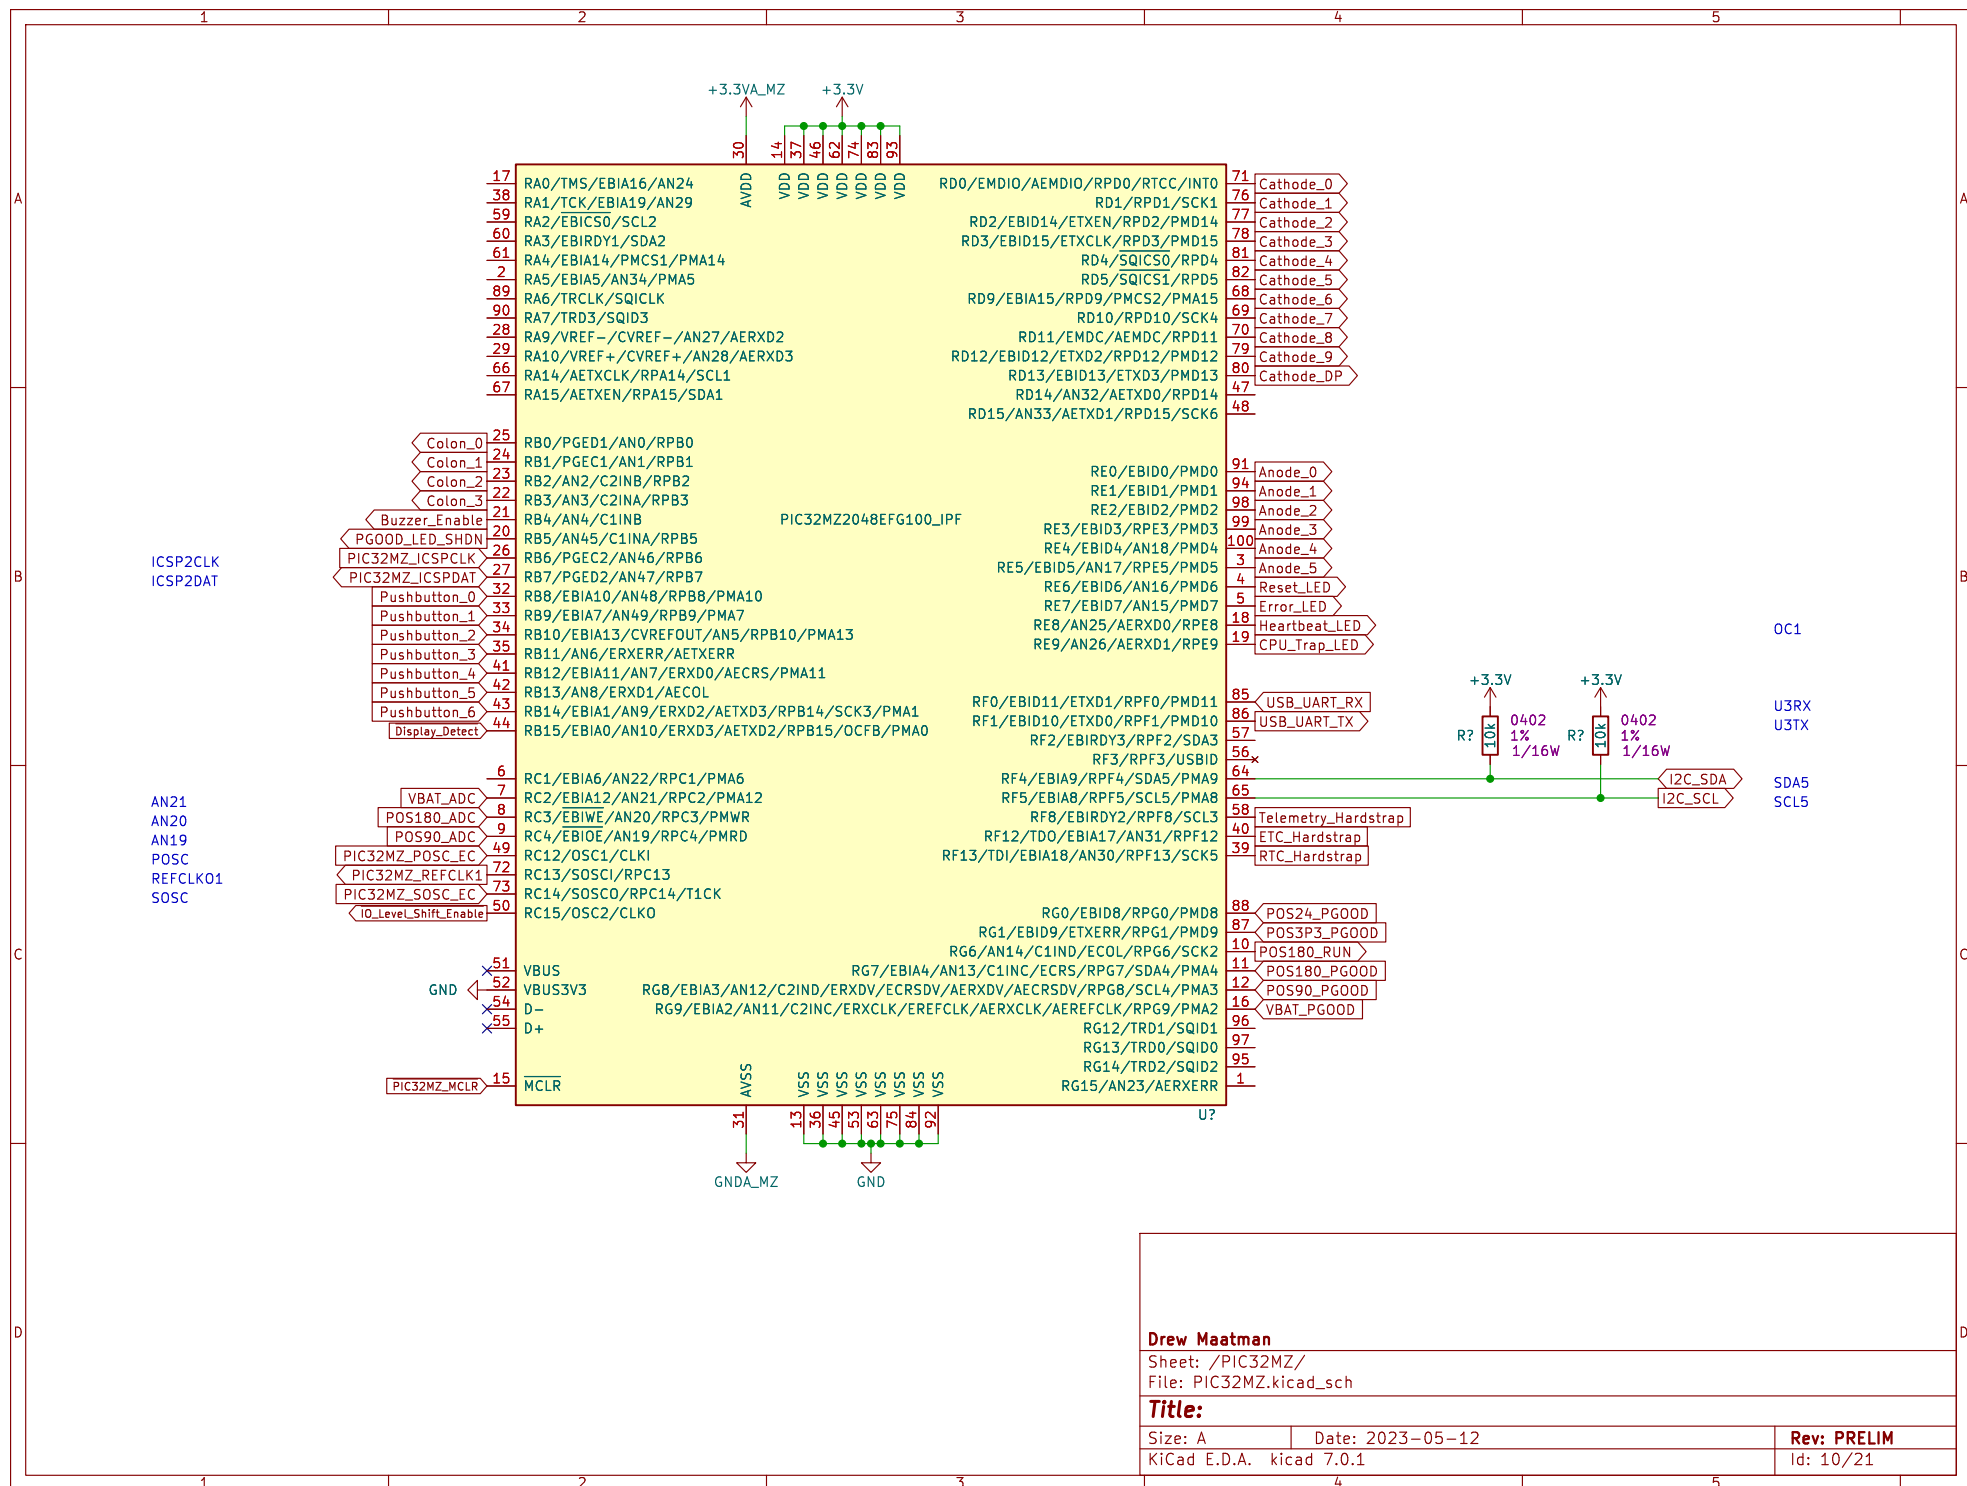 1 2 3 4 5
A A
B B
C C
D D
+3.3VA_MZ +3.3V
30 14 37 46 62 74 83 93
AVDD VDD VDD VDD VDD VDD VDD VDD
17 RA0/TMS/EBIA16/AN24
38 RA1/TCK/EBIA19/AN29
59 RA2/EBICS0/SCL2
60 RA3/EBIRDY1/SDA2
61 RA4/EBIA14/PMCS1/PMA14
2 RA5/EBIA5/AN34/PMA5
89 RA6/TRCLK/SQICLK
90 RA7/TRD3/SQID3
28 RA9/VREF-/CVREF-/AN27/AERXD2
29 RA10/VREF+/CVREF+/AN28/AERXD3
66 RA14/AETXCLK/RPA14/SCL1
67 RA15/AETXEN/RPA15/SDA1
Colon_0 25 RB0/PGED1/AN0/RPB0
Colon_1 24 RB1/PGEC1/AN1/RPB1
Colon_2 23 RB2/AN2/C2INB/RPB2
Colon_3 22 RB3/AN3/C2INA/RPB3
Buzzer_Enable 21 RB4/AN4/C1INB
PGOOD_LED_SHDN 20 RB5/AN45/C1INA/RPB5
ICSP2CLK PIC32MZ_ICSPCLK 26 RB6/PGEC2/AN46/RPB6
ICSP2DAT PIC32MZ_ICSPDAT 27 RB7/PGED2/AN47/RPB7
Pushbutton_0 32 RB8/EBIA10/AN48/RPB8/PMA10
Pushbutton_1 33 RB9/EBIA7/AN49/RPB9/PMA7
Pushbutton_2 34 RB10/EBIA13/CVREFOUT/AN5/RPB10/PMA13
Pushbutton_3 35 RB11/AN6/ERXERR/AETXERR
Pushbutton_4 41 RB12/EBIA11/AN7/ERXD0/AECRS/PMA11
Pushbutton_5 42 RB13/AN8/ERXD1/AECOL
Pushbutton_6 43 RB14/EBIA1/AN9/ERXD2/AETXD3/RPB14/SCK3/PMA1
Display_Detect 44 RB15/EBIA0/AN10/ERXD3/AETXD2/RPB15/OCFB/PMA0
6 RC1/EBIA6/AN22/RPC1/PMA6
AN21 VBAT_ADC 7 RC2/EBIA12/AN21/RPC2/PMA12
AN20 POS180_ADC 8 RC3/EBIWE/AN20/RPC3/PMWR
AN19 POS90_ADC 9 RC4/EBIOE/AN19/RPC4/PMRD
POSC PIC32MZ_POSC_EC 49 RC12/OSC1/CLKI
REFCLKO1 PIC32MZ_REFCLK1 72 RC13/SOSCI/RPC13
SOSC PIC32MZ_SOSC_EC 73 RC14/SOSCO/RPC14/T1CK
IO_Level_Shift_Enable 50 RC15/OSC2/CLKO
51 VBUS
GND 52 VBUS3V3
54 D-
55 D+
PIC32MZ_MCLR 15 MCLR
PIC32MZ2048EFG100_IPF
RD0/EMDIO/AEMDIO/RPD0/RTCC/INT0 71 Cathode_0
RD1/RPD1/SCK1 76 Cathode_1
RD2/EBID14/ETXEN/RPD2/PMD14 77 Cathode_2
RD3/EBID15/ETXCLK/RPD3/PMD15 78 Cathode_3
RD4/SQICS0/RPD4 81 Cathode_4
RD5/SQICS1/RPD5 82 Cathode_5
RD9/EBIA15/RPD9/PMCS2/PMA15 68 Cathode_6
RD10/RPD10/SCK4 69 Cathode_7
RD11/EMDC/AEMDC/RPD11 70 Cathode_8
RD12/EBID12/ETXD2/RPD12/PMD12 79 Cathode_9
RD13/EBID13/ETXD3/PMD13 80 Cathode_DP
RD14/AN32/AETXD0/RPD14 47
RD15/AN33/AETXD1/RPD15/SCK6 48
RE0/EBID0/PMD0 91 Anode_0
RE1/EBID1/PMD1 94 Anode_1
RE2/EBID2/PMD2 98 Anode_2
RE3/EBID3/RPE3/PMD3 99 Anode_3
RE4/EBID4/AN18/PMD4 100 Anode_4
RE5/EBID5/AN17/RPE5/PMD5 3 Anode_5
RE6/EBID6/AN16/PMD6 4 Reset_LED
RE7/EBID7/AN15/PMD7 5 Error_LED
RE8/AN25/AERXD0/RPE8 18 Heartbeat_LED OC1
RE9/AN26/AERXD1/RPE9 19 CPU_Trap_LED
RF0/EBID11/ETXD1/RPF0/PMD11 85 USB_UART_RX U3RX
RF1/EBID10/ETXD0/RPF1/PMD10 86 USB_UART_TX U3TX
RF2/EBIRDY3/RPF2/SDA3 57
RF3/RPF3/USBID 56
RF4/EBIA9/RPF4/SDA5/PMA9 64 I2C_SDA SDA5
RF5/EBIA8/RPF5/SCL5/PMA8 65 I2C_SCL SCL5
RF8/EBIRDY2/RPF8/SCL3 58 Telemetry_Hardstrap
RF12/TDO/EBIA17/AN31/RPF12 40 ETC_Hardstrap
RF13/TDI/EBIA18/AN30/RPF13/SCK5 39 RTC_Hardstrap
+3.3V +3.3V
R? 10k 0402 1% 1/16W
R? 10k 0402 1% 1/16W
RG0/EBID8/RPG0/PMD8 88 POS24_PGOOD
RG1/EBID9/ETXERR/RPG1/PMD9 87 POS3P3_PGOOD
RG6/AN14/C1IND/ECOL/RPG6/SCK2 10 POS180_RUN
RG7/EBIA4/AN13/C1INC/ECRS/RPG7/SDA4/PMA4 11 POS180_PGOOD
RG8/EBIA3/AN12/C2IND/ERXDV/ECRSDV/AERXDV/AECRSDV/RPG8/SCL4/PMA3 12 POS90_PGOOD
RG9/EBIA2/AN11/C2INC/ERXCLK/EREFCLK/AERXCLK/AEREFCLK/RPG9/PMA2 16 VBAT_PGOOD
RG12/TRD1/SQID1 96
RG13/TRD0/SQID0 97
RG14/TRD2/SQID2 95
RG15/AN23/AERXERR 1
AVSS VSS VSS VSS VSS VSS VSS VSS VSS
31 13 36 45 53 63 75 84 92
U?
GNDA_MZ GND
Drew Maatman
Sheet: /PIC32MZ/
File: PIC32MZ.kicad_sch
Title:
Size: A Date: 2023-05-12 Rev: PRELIM
KiCad E.D.A. kicad 7.0.1 Id: 10/21
1 2 3 4 5